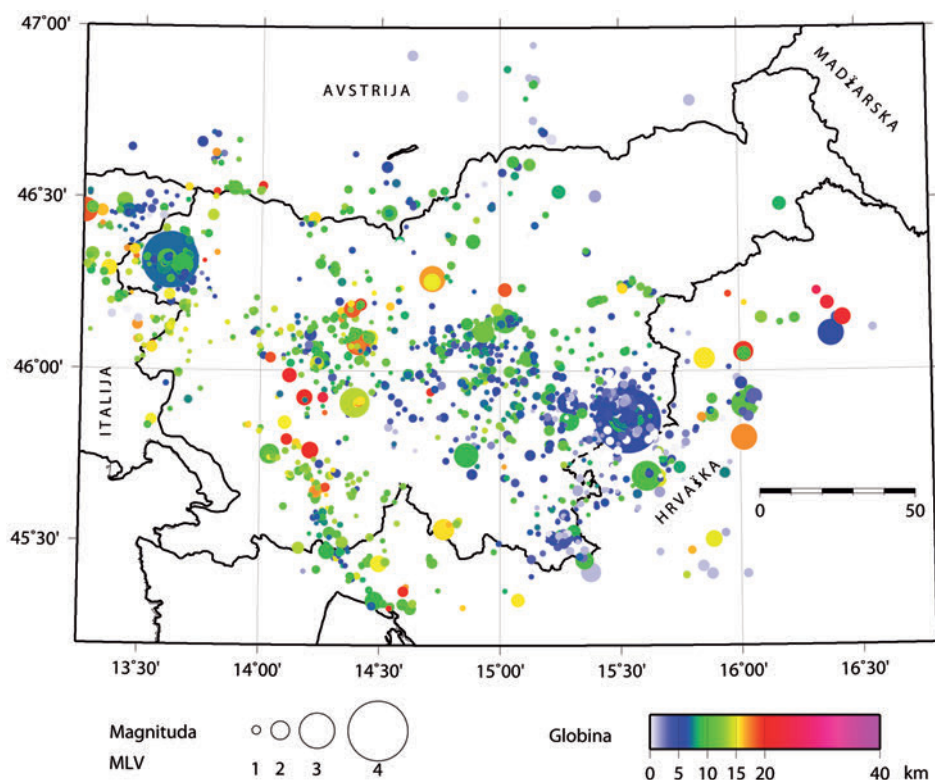 47°00'
AVSTRIJA
MADŽARSKA
46°30'
46°00'
ITALIJA
HRVAŠKA
0 50
45°30'
13°30' 14°00' 14°30' 15°00' 15°30' 16°00' 16°30'
Magnituda
MLV
1 2 3 4
Globina
0 5 10 15 20 40 km